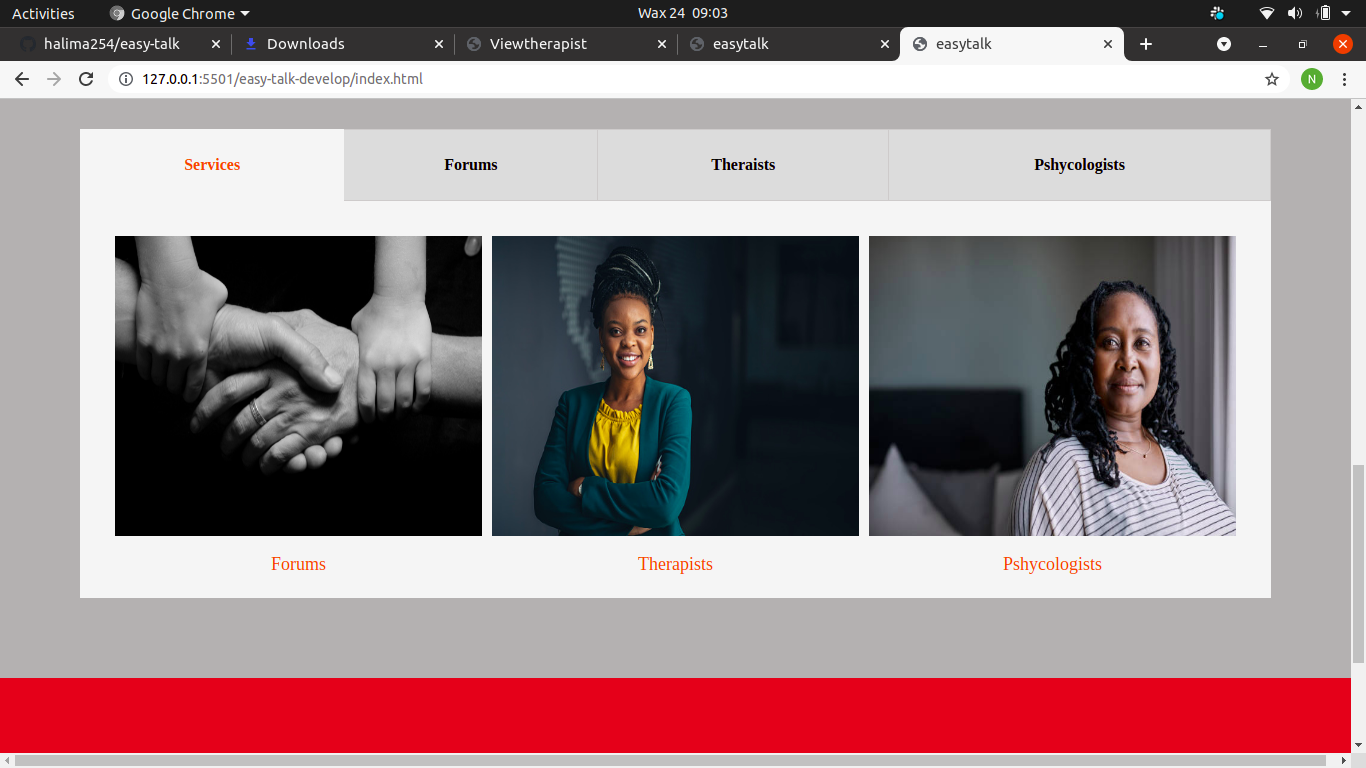 Activities Google Chrome Wax 24 09:03
halima254/easy-talk Downloads Viewtherapist easytalk easytalk
127.0.0.1:5501/easy-talk-develop/index.html N
Services Forums Theraists Pshycologists
Forums Therapists Pshycologists